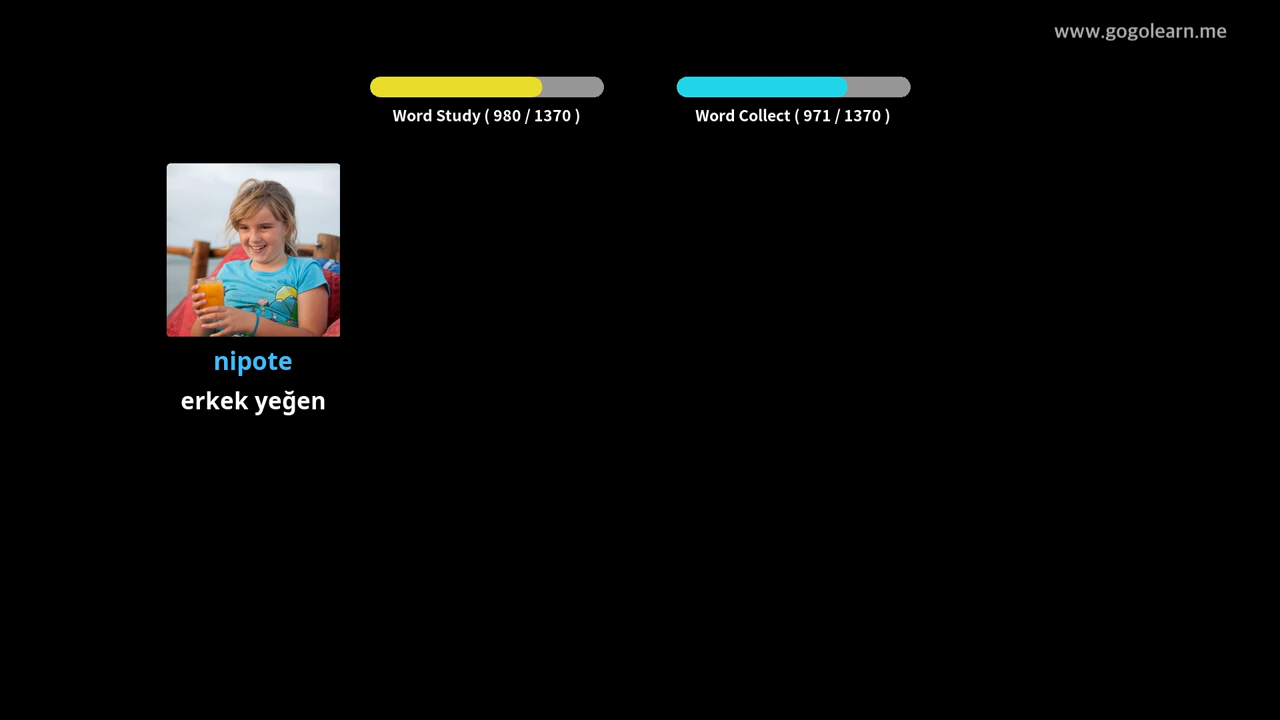 www.gogolearn.me
Word Study ( 980 / 1370 )
Word Collect ( 971 / 1370 )
nipote
erkek yeğen